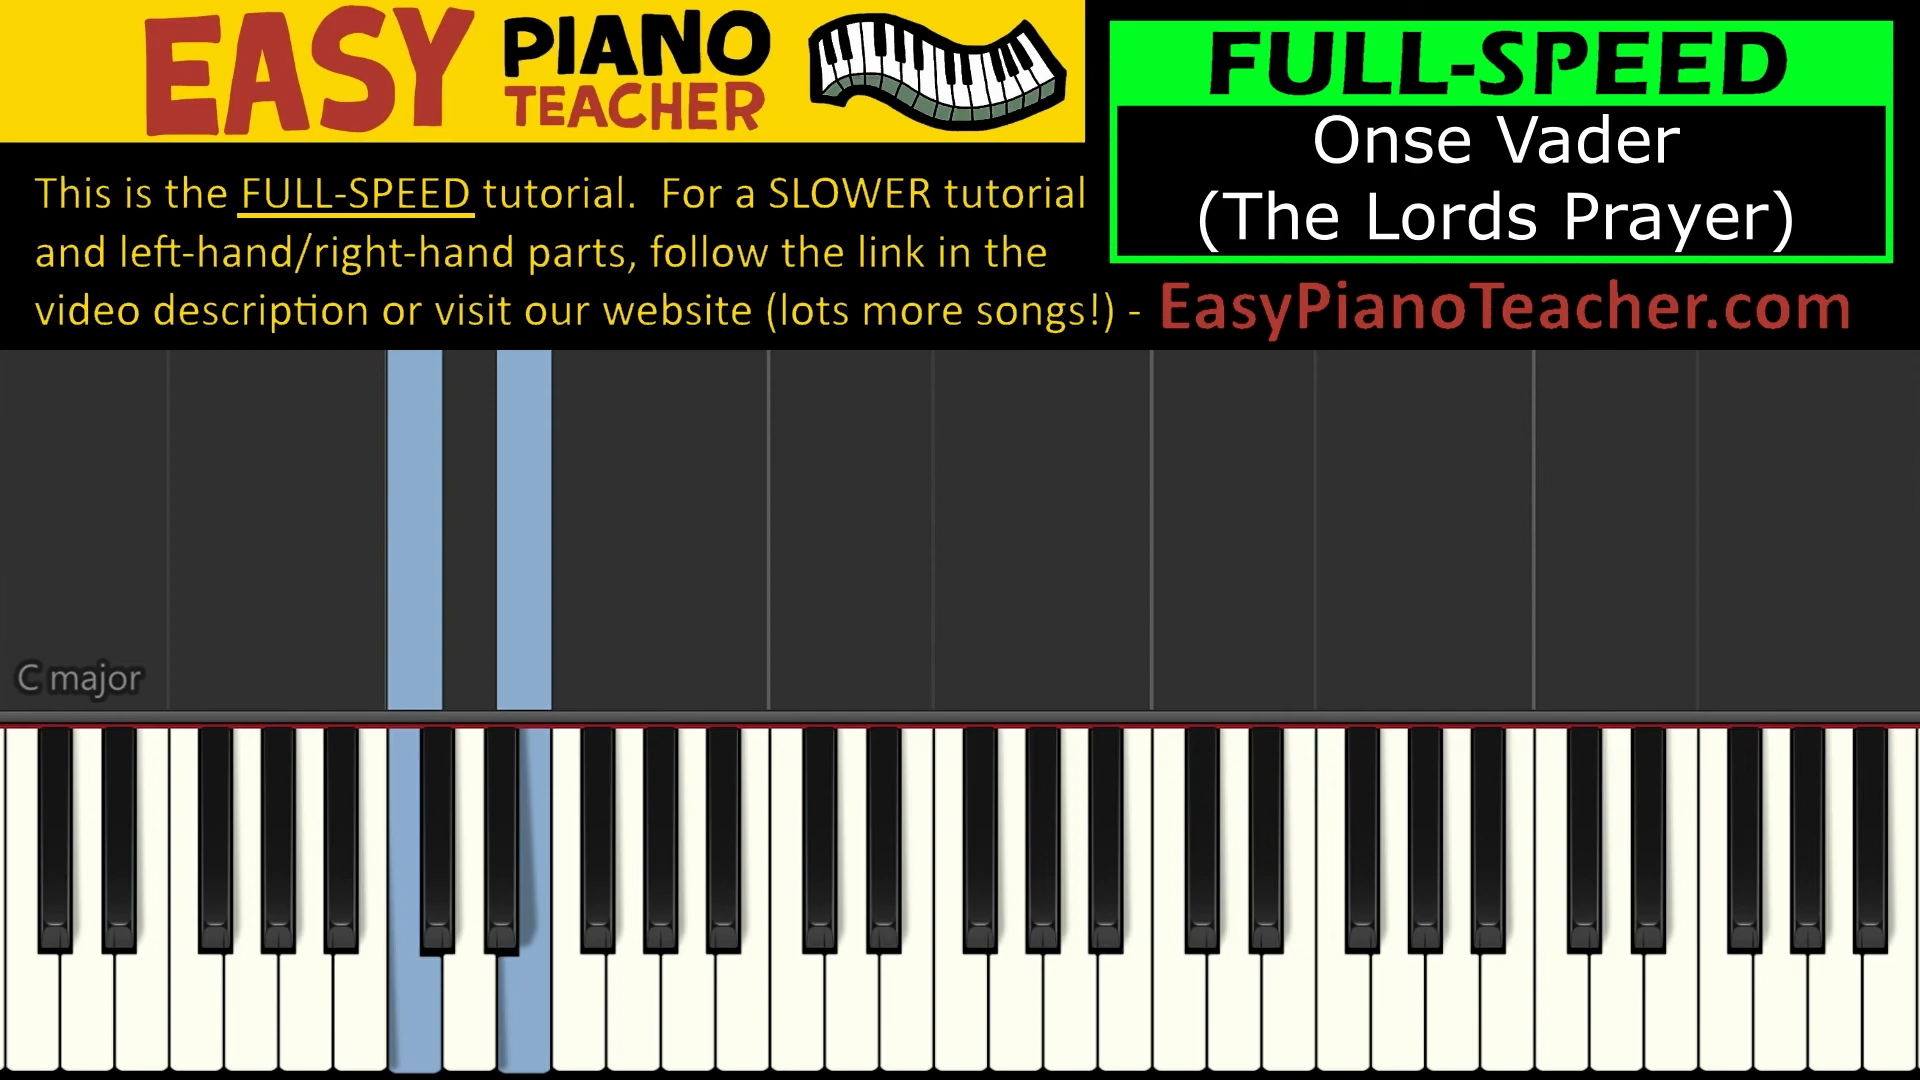 EASY PIANO TEACHER
FULL-SPEED
Onse Vader
(The Lords Prayer)
This is the FULL-SPEED tutorial. For a SLOWER tutorial
and left-hand/right-hand parts, follow the link in the
video description or visit our website (lots more songs!) - EasyPianoTeacher.com
C major